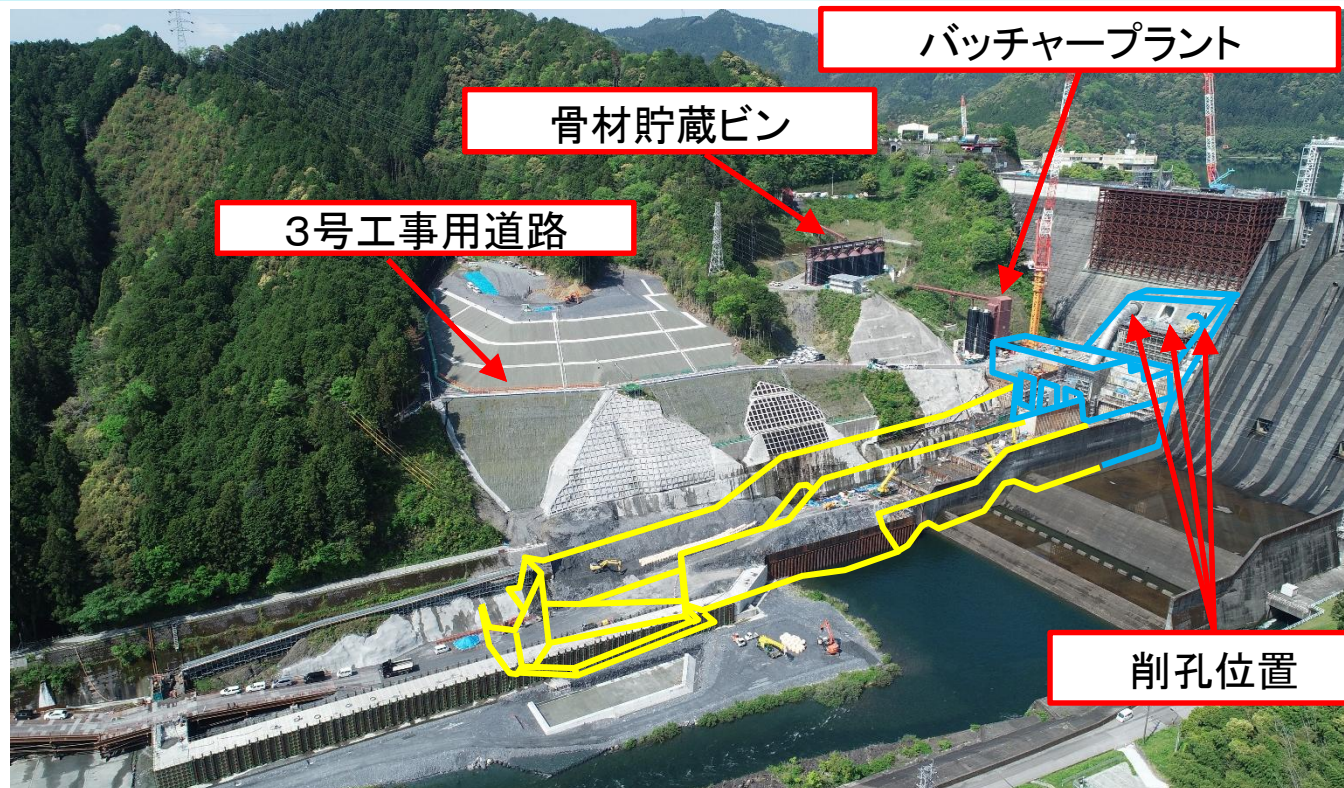 バッチャープラント
骨材貯蔵ビン
３号工事用道路
削孔位置